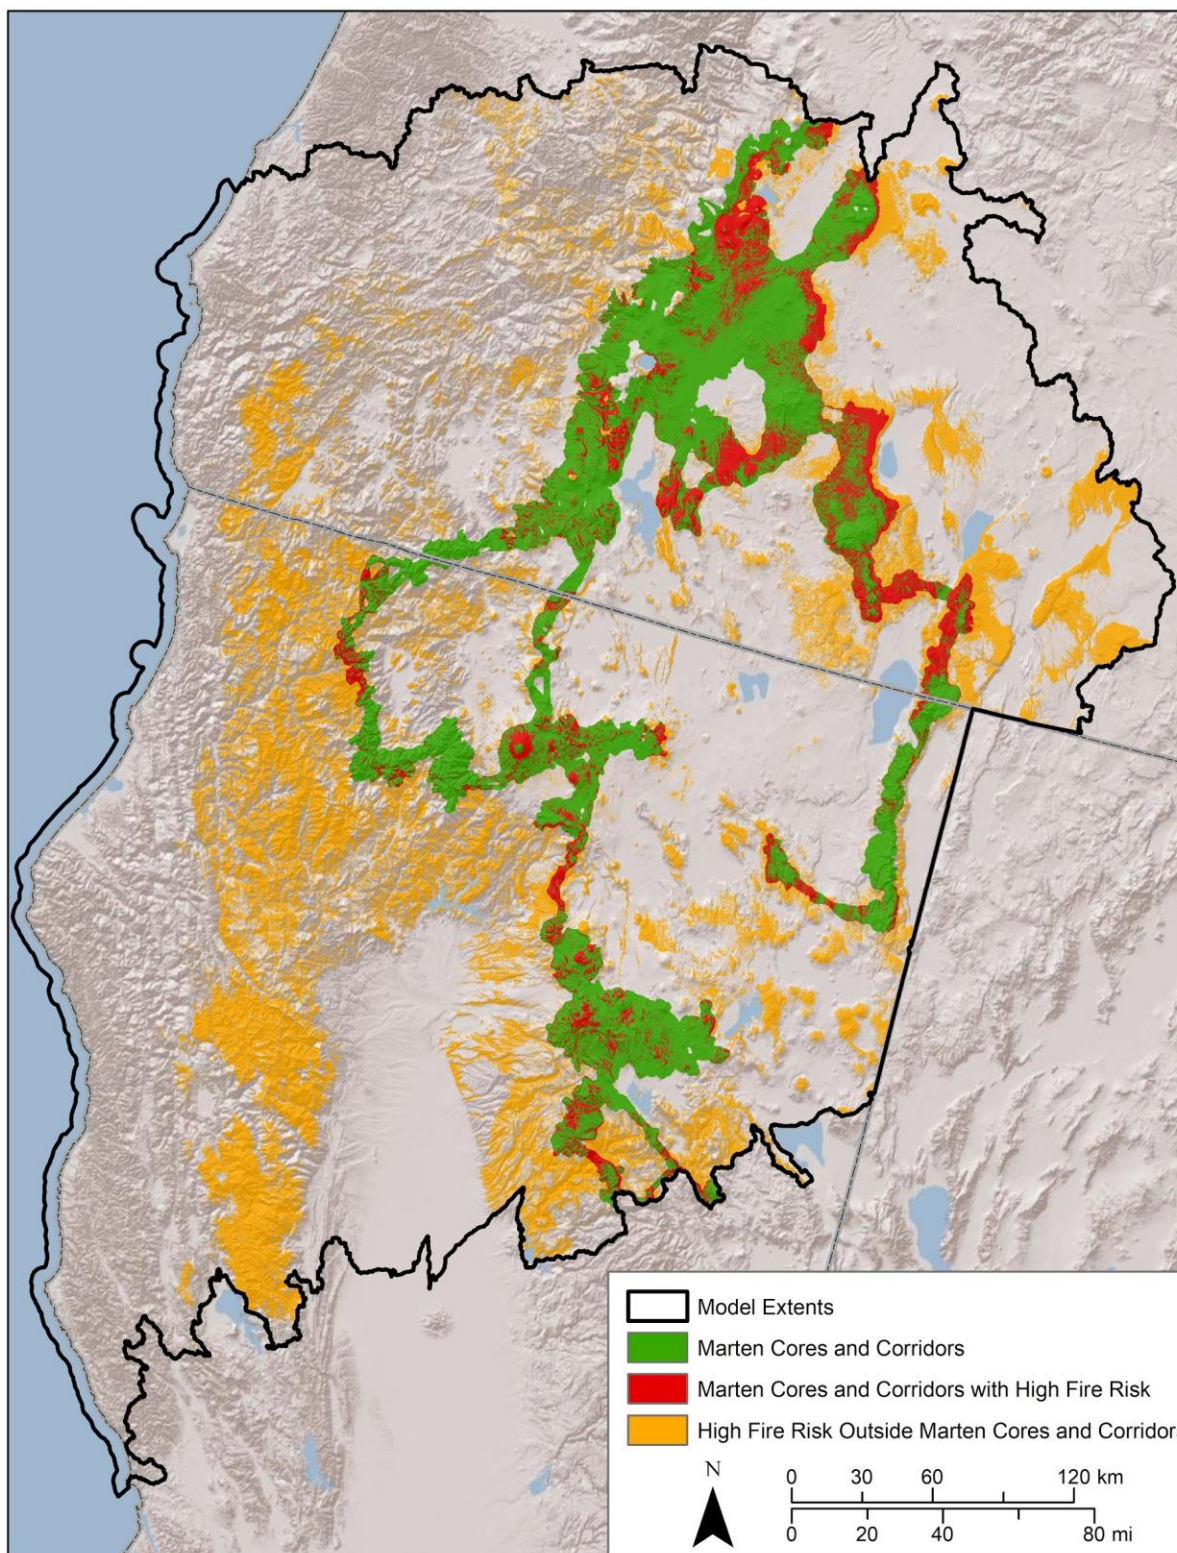 Model Extents
Marten Cores and Corridors
Marten Cores and Corridors with High Fire Risk
High Fire Risk Outside Marten Cores and Corridors
N
0 30 60 120 km
0 20 40 80 mi